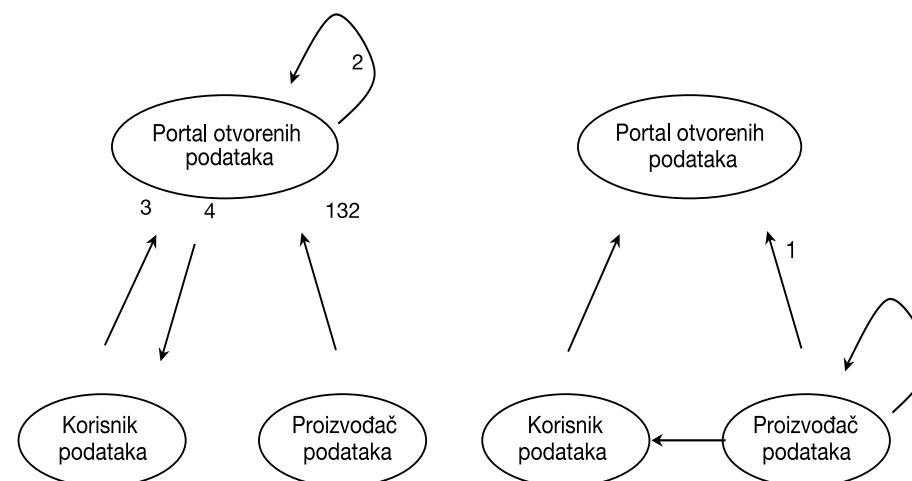 2
Portal otvorenih
podataka
3
4
132
Korisnik
podataka
Proizvođač
podataka
Portal otvorenih
podataka
1
Korisnik
podataka
Proizvođač
podataka